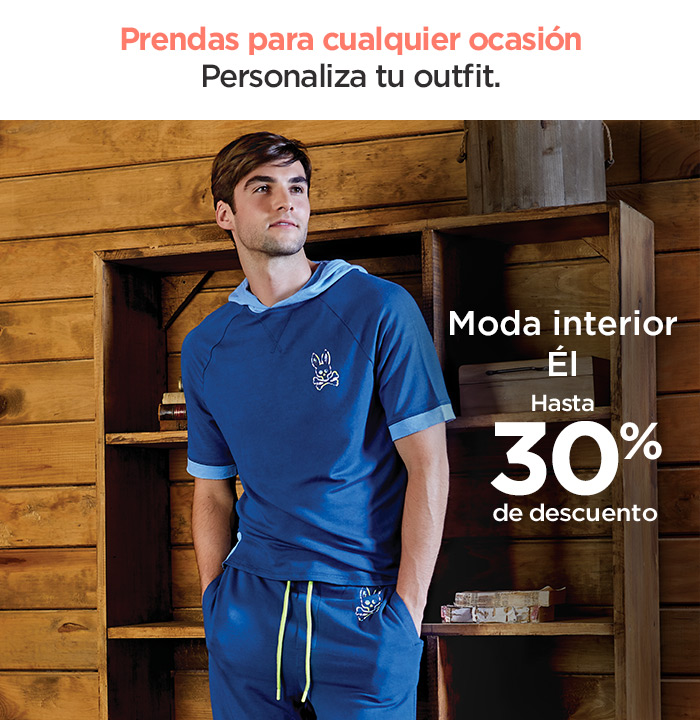 Prendas para cualquier ocasión
Personaliza tu outfit.
Moda interior
Él
Hasta
30%
de descuento